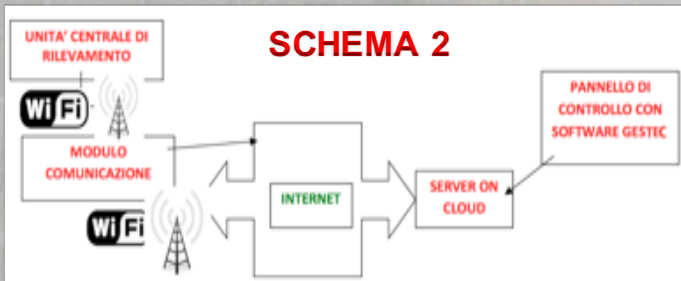 SCHEMA 2
UNITA' CENTRALE DI
RILEVAMENTO
Wi Fi
MODULO
COMUNICAZIONE
Wi Fi
INTERNET
SERVER ON
CLOUD
PANNELLO DI
CONTROLLO CON
SOFTWARE GESTEC